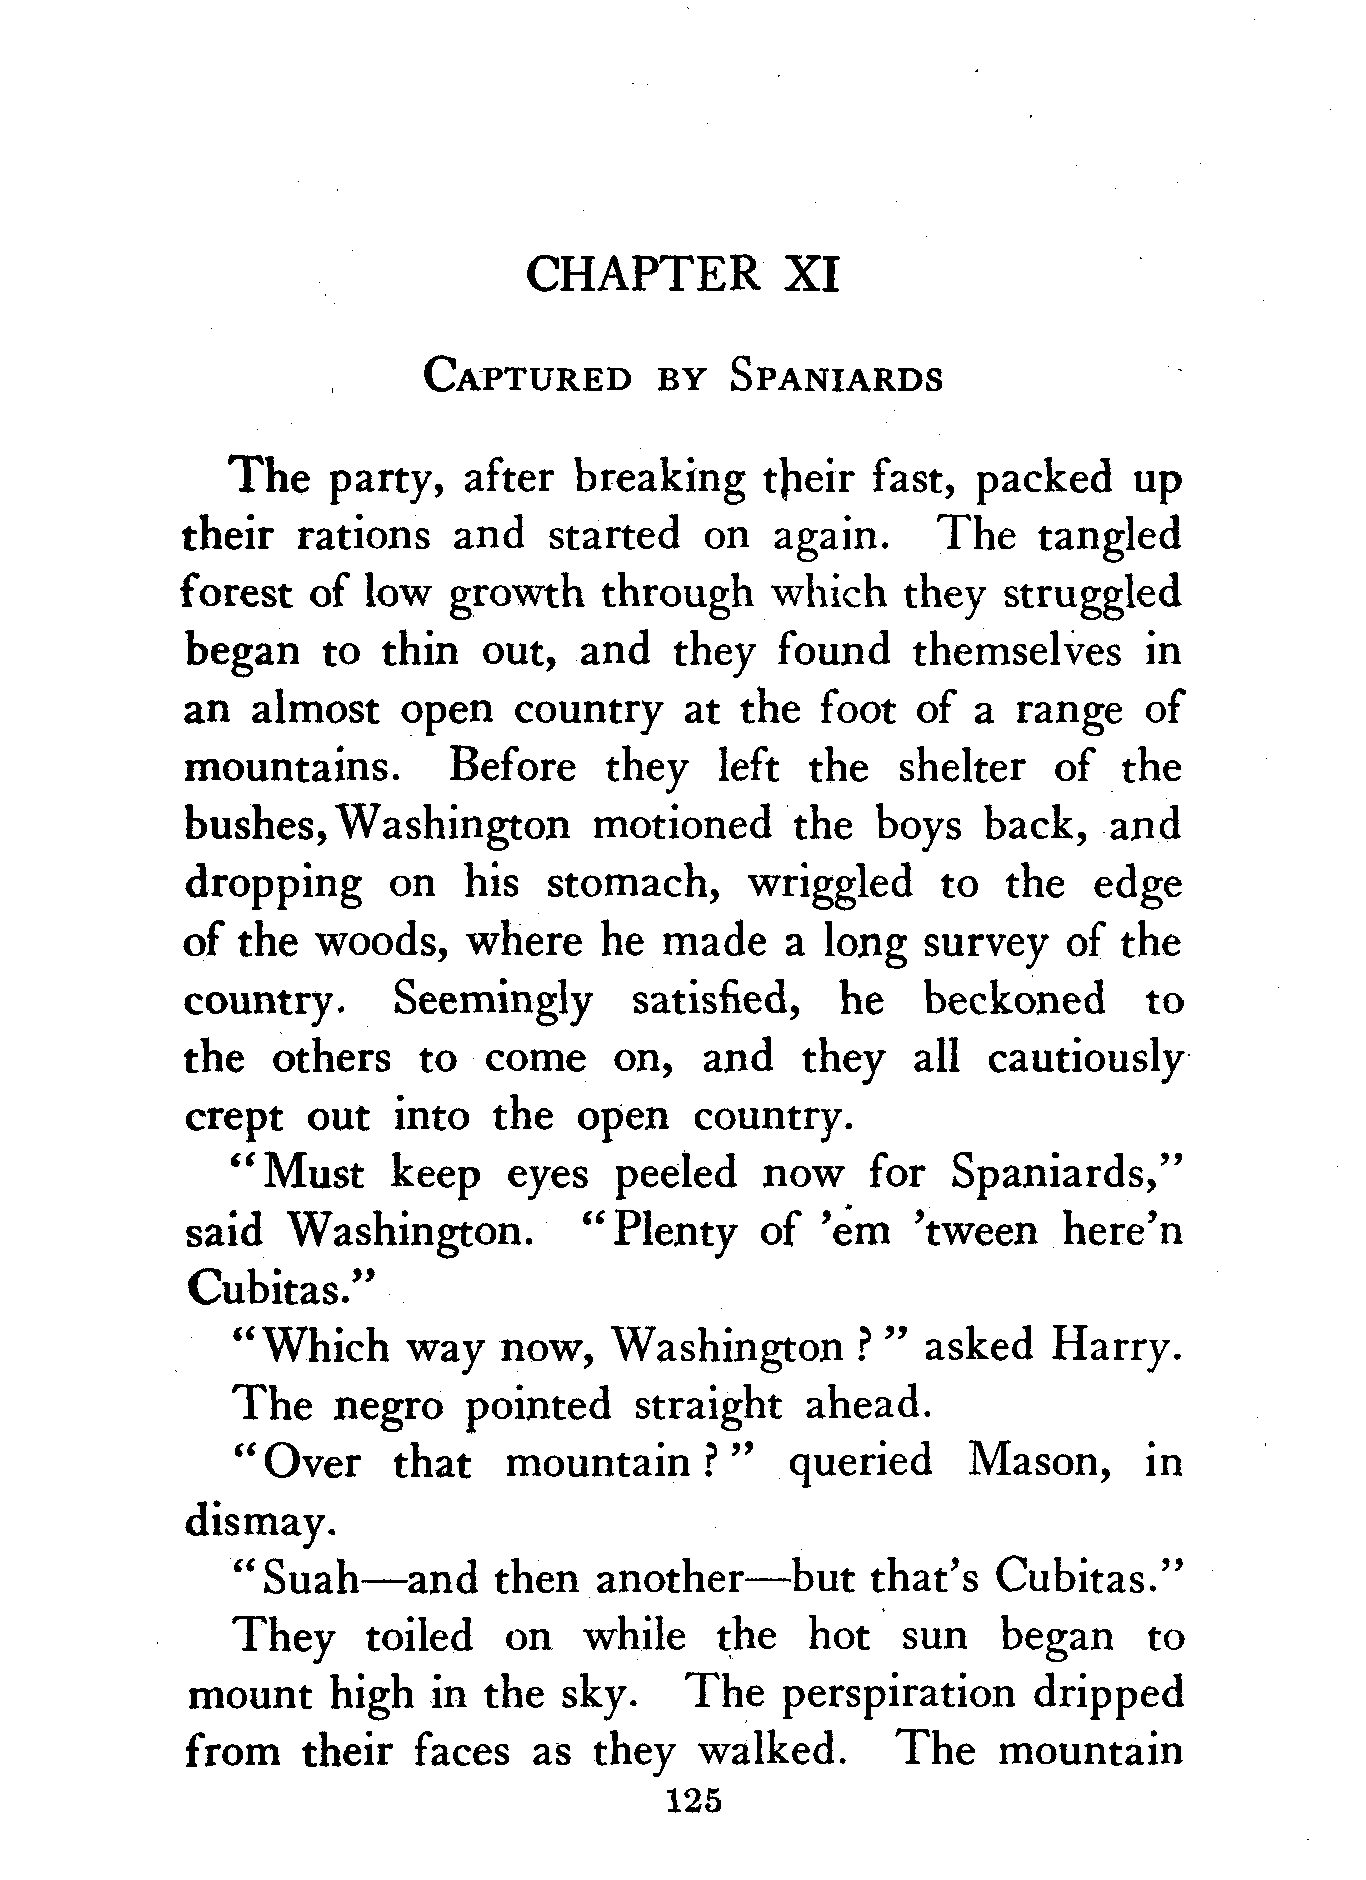 CHAPTER XI
CAPTURED BY SPANIARDS
The party, after breaking their fast, packed up
their rations and started on again. The tangled
forest of low growth through which they struggled
began to thin out, and they found themselves in
an almost open country at the foot of a range of
mountains. Before they left the shelter of the
bushes, Washington motioned the boys back, and
dropping on his stomach, wriggled to the edge
of the woods, where he made a long survey of the
country. Seemingly satisfied, he beckoned to
the others to come on, and they all cautiously
crept out into the open country.
“Must keep eyes peeled now for Spaniards,”
said Washington. “Plenty of ’em ’tween here’n
Cubitas.”
“Which way now, Washington ?” asked Harry.
The negro pointed straight ahead.
“Over that mountain ?” queried Mason, in
dismay.
“Suah—and then another—but that’s Cubitas.”
They toiled on while the hot sun began to
mount high in the sky. The perspiration dripped
from their faces as they walked. The mountain
125